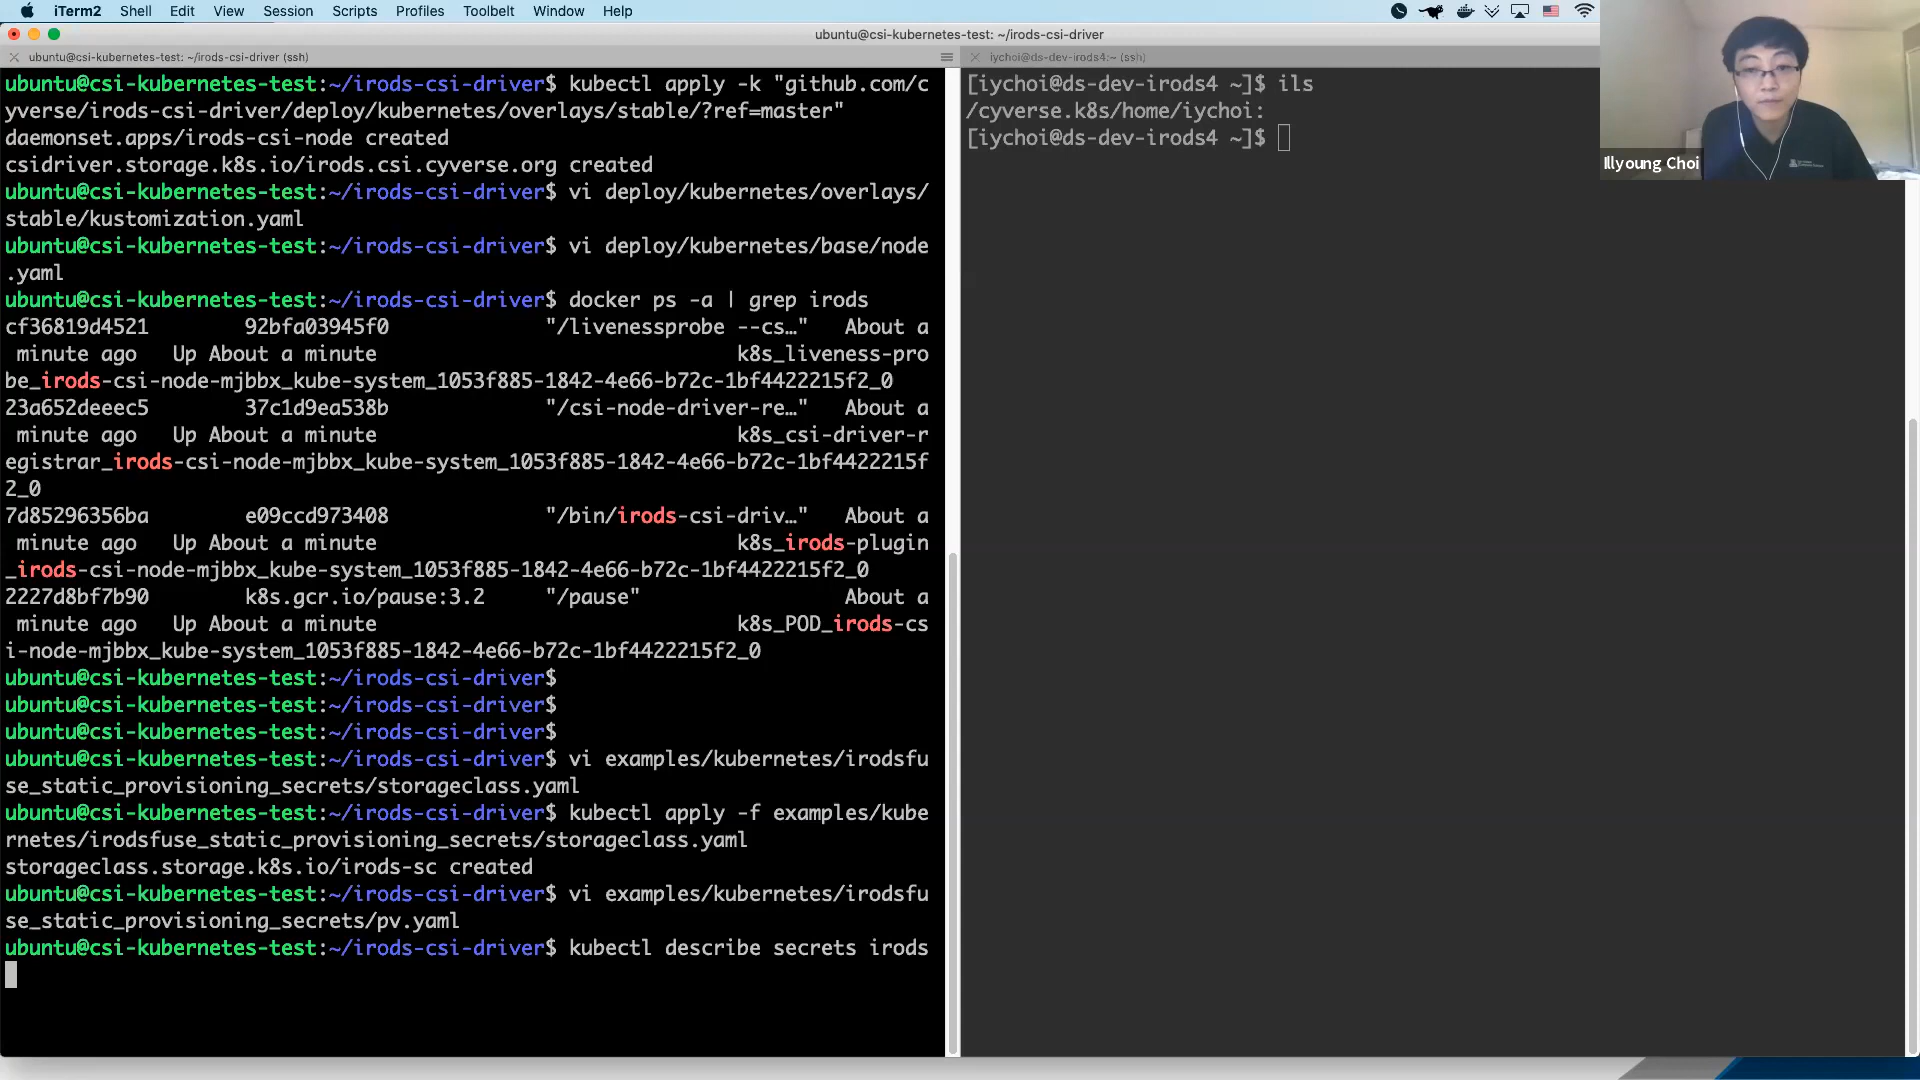 iTerm2 Shell Edit View Session Scripts Profiles Toolbelt Window Help
ubuntu@csi-kubernetes-test: ~/irods-csi-driver
ubuntu@csi-kubernetes-test: ~/irods-csi-driver (ssh)
iychoi@ds-dev-irods4:~ (ssh)
ubuntu@csi-kubernetes-test:~/irods-csi-driver$ kubectl apply -k "github.com/c
yverse/irods-csi-driver/deploy/kubernetes/overlays/stable/?ref=master"
daemonset.apps/irods-csi-node created
csidriver.storage.k8s.io/irods.csi.cyverse.org created
ubuntu@csi-kubernetes-test:~/irods-csi-driver$ vi deploy/kubernetes/overlays/
stable/kustomization.yaml
ubuntu@csi-kubernetes-test:~/irods-csi-driver$ vi deploy/kubernetes/base/node
.yaml
ubuntu@csi-kubernetes-test:~/irods-csi-driver$ docker ps -a | grep irods
cf36819d4521 92bfa03945f0 "/livenessprobe --cs…" About a
minute ago Up About a minute k8s_liveness-pro
be_irods-csi-node-mjbbx_kube-system_1053f885-1842-4e66-b72c-1bf4422215f2_0
23a652deeec5 37c1d9ea538b "/csi-node-driver-re…" About a
minute ago Up About a minute k8s_csi-driver-r
egistrar_irods-csi-node-mjbbx_kube-system_1053f885-1842-4e66-b72c-1bf4422215f
2_0
7d85296356ba e09ccd973408 "/bin/irods-csi-driv…" About a
minute ago Up About a minute k8s_irods-plugin
_irods-csi-node-mjbbx_kube-system_1053f885-1842-4e66-b72c-1bf4422215f2_0
2227d8bf7b90 k8s.gcr.io/pause:3.2 "/pause" About a
minute ago Up About a minute k8s_POD_irods-cs
i-node-mjbbx_kube-system_1053f885-1842-4e66-b72c-1bf4422215f2_0
ubuntu@csi-kubernetes-test:~/irods-csi-driver$
ubuntu@csi-kubernetes-test:~/irods-csi-driver$
ubuntu@csi-kubernetes-test:~/irods-csi-driver$
ubuntu@csi-kubernetes-test:~/irods-csi-driver$ vi examples/kubernetes/irodsfu
se_static_provisioning_secrets/storageclass.yaml
ubuntu@csi-kubernetes-test:~/irods-csi-driver$ kubectl apply -f examples/kube
rnetes/irodsfuse_static_provisioning_secrets/storageclass.yaml
storageclass.storage.k8s.io/irods-sc created
ubuntu@csi-kubernetes-test:~/irods-csi-driver$ vi examples/kubernetes/irodsfu
se_static_provisioning_secrets/pv.yaml
ubuntu@csi-kubernetes-test:~/irods-csi-driver$ kubectl describe secrets irods
[iychoi@ds-dev-irods4 ~]$ ils
/cyverse.k8s/home/iychoi:
[iychoi@ds-dev-irods4 ~]$
Illyoung Choi